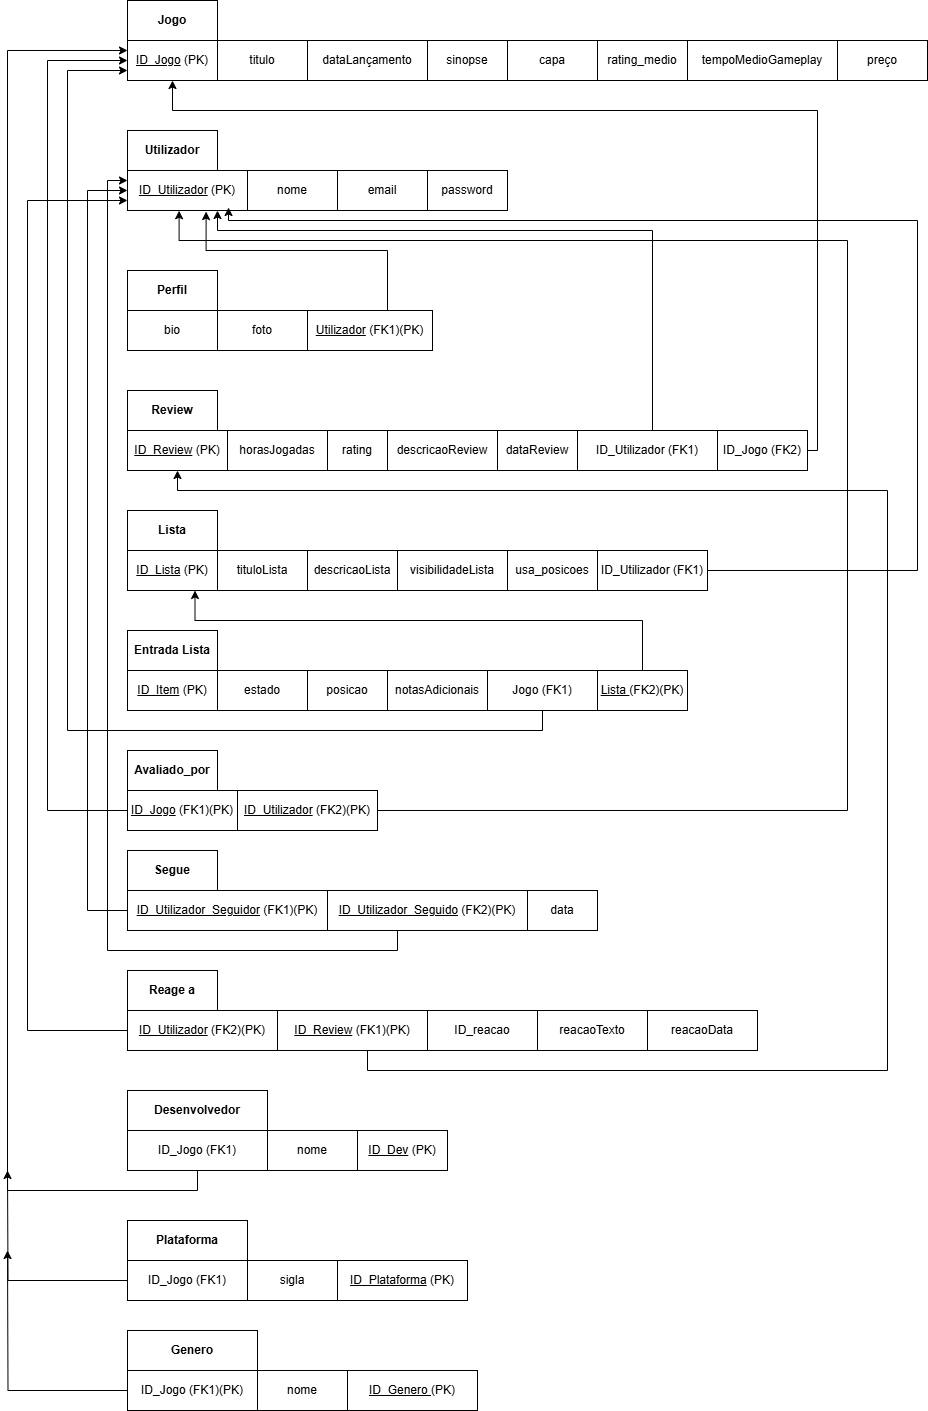 Jogo
ID_Jogo (PK) titulo dataLançamento sinopse capa rating_medio tempoMedioGameplay preço
Utilizador
ID_Utilizador (PK) nome email password
Perfil
bio foto Utilizador (FK1)(PK)
Review
ID_Review (PK) horasJogadas rating descricaoReview dataReview ID_Utilizador (FK1) ID_Jogo (FK2)
Lista
ID_Lista (PK) tituloLista descricaoLista visibilidadeLista usa_posicoes ID_Utilizador (FK1)
Entrada Lista
ID_Item (PK) estado posicao notasAdicionais Jogo (FK1) Lista (FK2)(PK)
Avaliado_por
ID_Jogo (FK1)(PK) ID_Utilizador (FK2)(PK)
Segue
ID_Utilizador_Seguidor (FK1)(PK) ID_Utilizador_Seguido (FK2)(PK) data
Reage a
ID_Utilizador (FK2)(PK) ID_Review (FK1)(PK) ID_reacao reacaoTexto reacaoData
Desenvolvedor
ID_Jogo (FK1) nome ID_Dev (PK)
Plataforma
ID_Jogo (FK1) sigla ID_Plataforma (PK)
Genero
ID_Jogo (FK1)(PK) nome ID_Genero (PK)